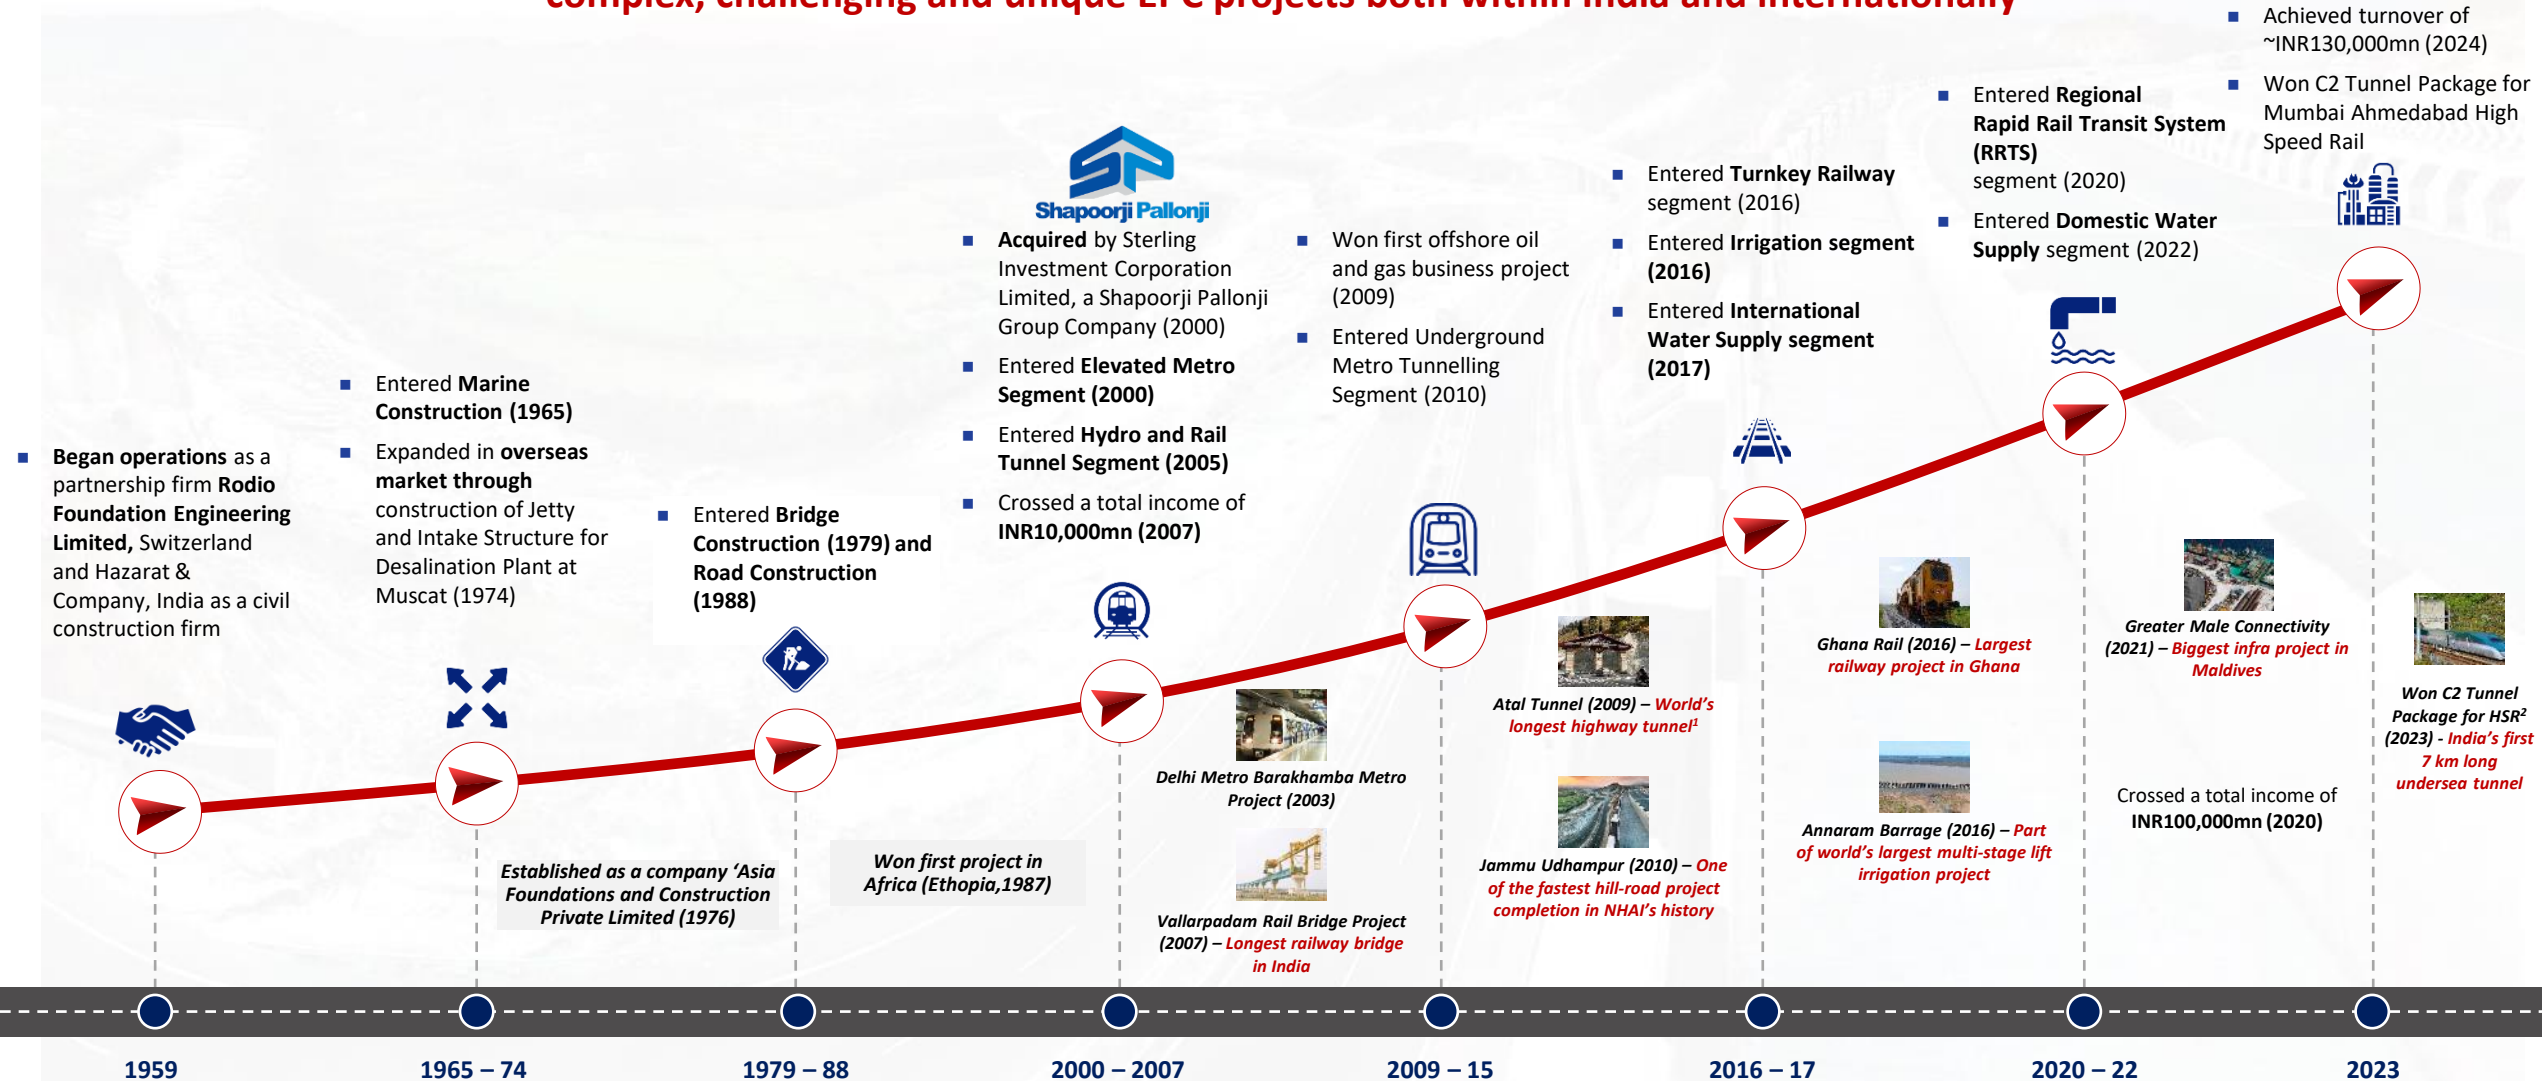 complex, challenging and unique EPC projects both within India and internationally
Began operations as a
partnership firm Rodio
Foundation Engineering
Limited, Switzerland
and Hazarat &
Company, India as a civil
construction firm
Entered Marine
Construction (1965)
Expanded in overseas
market through
construction of Jetty
and Intake Structure for
Desalination Plant at
Muscat (1974)
Entered Bridge
Construction (1979) and
Road Construction
(1988)
Shapoorji Pallonji
Acquired by Sterling
Investment Corporation
Limited, a Shapoorji Pallonji
Group Company (2000)
Entered Elevated Metro
Segment (2000)
Entered Hydro and Rail
Tunnel Segment (2005)
Crossed a total income of
INR10,000mn (2007)
Won first offshore oil
and gas business project
(2009)
Entered Underground
Metro Tunnelling
Segment (2010)
Entered Turnkey Railway
segment (2016)
Entered Irrigation segment
(2016)
Entered International
Water Supply segment
(2017)
Entered Regional
Rapid Rail Transit System
(RRTS)
segment (2020)
Entered Domestic Water
Supply segment (2022)
Achieved turnover of
~INR130,000mn (2024)
Won C2 Tunnel Package for
Mumbai Ahmedabad High
Speed Rail
Established as a company ‘Asia
Foundations and Construction
Private Limited (1976)
Won first project in
Africa (Ethopia,1987)
Delhi Metro Barakhamba Metro
Project (2003)
Vallarpadam Rail Bridge Project
(2007) – Longest railway bridge
in India
Atal Tunnel (2009) – World’s
longest highway tunnel1
Jammu Udhampur (2010) – One
of the fastest hill-road project
completion in NHAI’s history
Ghana Rail (2016) – Largest
railway project in Ghana
Annaram Barrage (2016) – Part
of world’s largest multi-stage lift
irrigation project
Greater Male Connectivity
(2021) – Biggest infra project in
Maldives
Crossed a total income of
INR100,000mn (2020)
Won C2 Tunnel
Package for HSR2
(2023) - India’s first
7 km long
undersea tunnel
1959
1965 – 74
1979 – 88
2000 – 2007
2009 – 15
2016 – 17
2020 – 22
2023